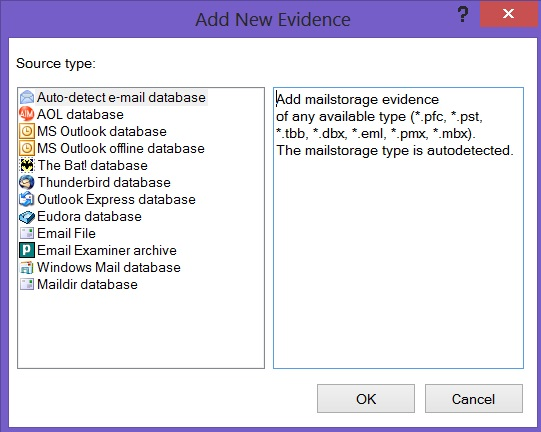 Add New Evidence
?
x
Source type:
Auto-detect e-mail database
AOL database
MS Outlook database
MS Outlook offline database
The Bat! database
Thunderbird database
Outlook Express database
Eudora database
Email File
Email Examiner archive
Windows Mail database
Maildir database
Add mailstorage evidence
of any available type (*.pfc, *.pst,
*.tbb, *.dbx, *.eml, *.pmx, *.mbx).
The mailstorage type is autodetected.
OK
Cancel